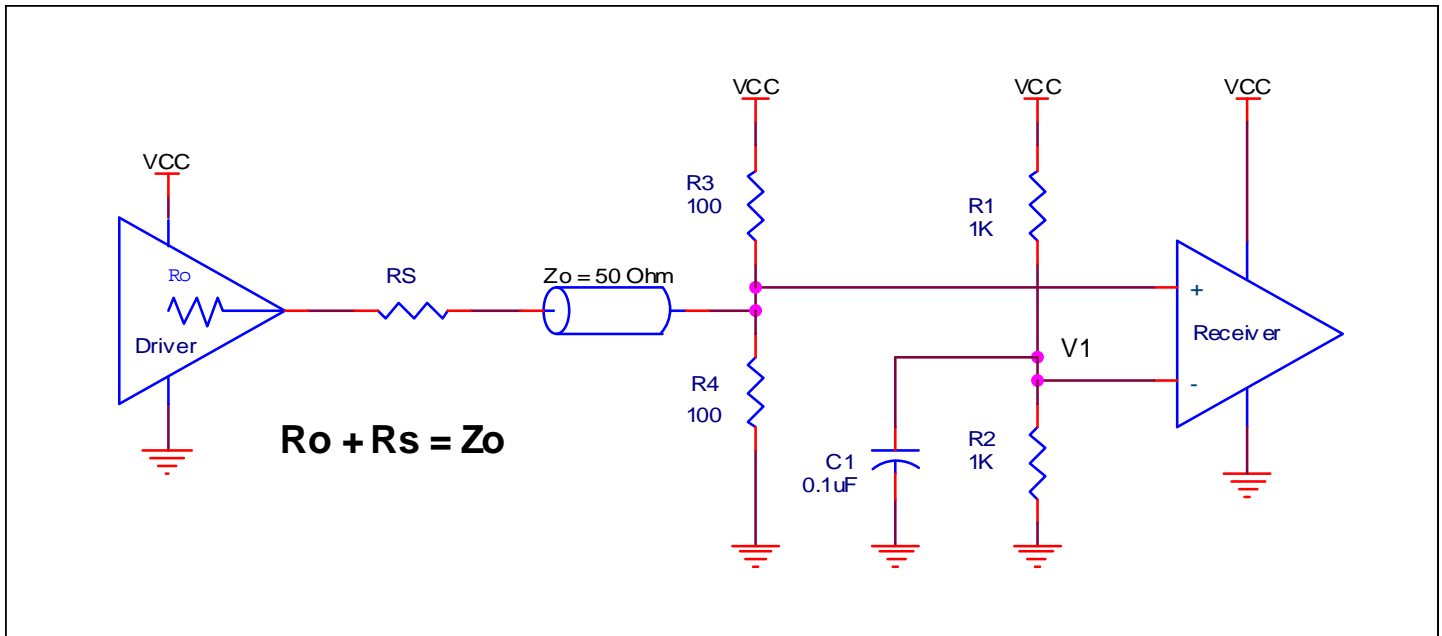 VCC
VCC
VCC
VCC
R3
100
R1
1K
Ro
RS
Zo = 50 Ohm
+
Driver
Receiver
V1
-
R4
100
Ro + Rs = Zo
R2
1K
C1
0.1uF